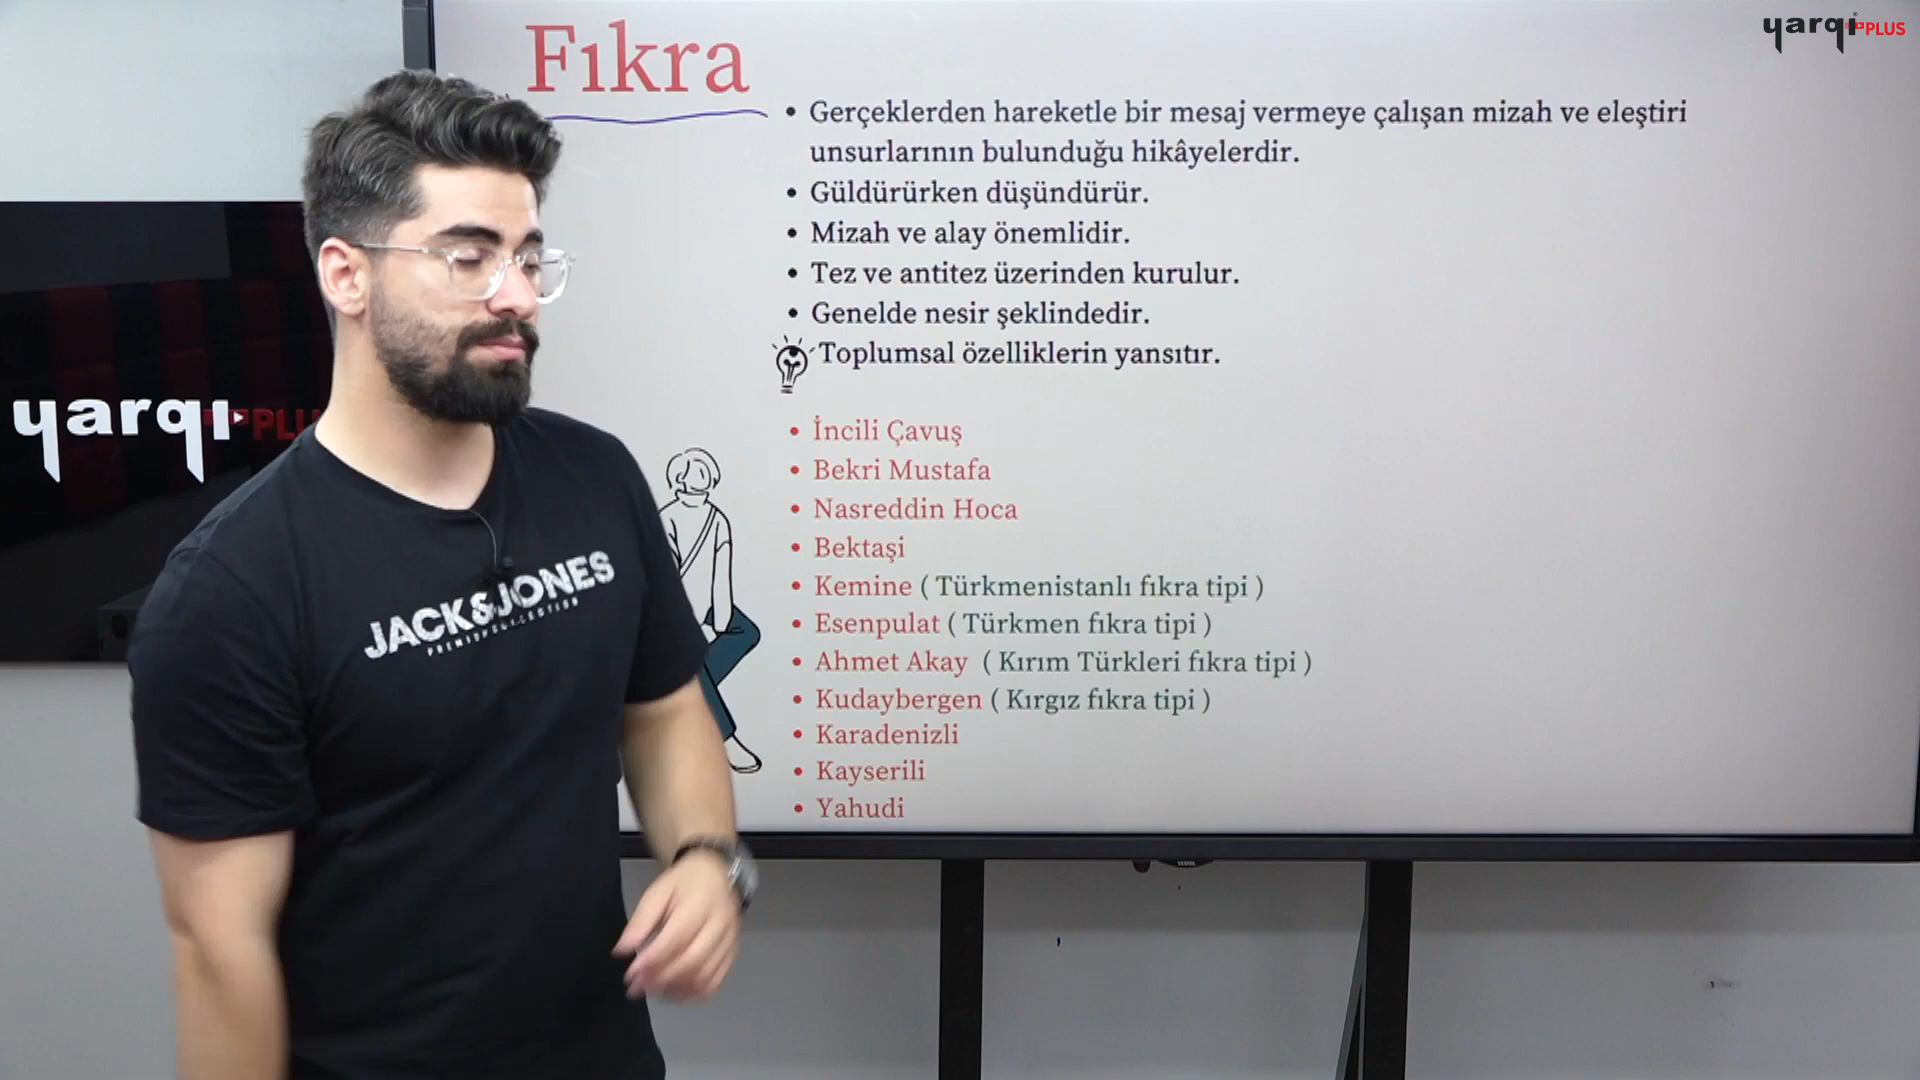 Fıkra
• Gerçeklerden hareketle bir mesaj vermeye çalışan mizah ve eleştiri
unsurlarının bulunduğu hikâyelerdir.
• Güldürürken düşündürür.
• Mizah ve alay önemlidir.
• Tez ve antitez üzerinden kurulur.
• Genelde nesir şeklindedir.
Toplumsal özelliklerin yansıtır.
• İncili Çavuş
• Bekri Mustafa
• Nasreddin Hoca
• Bektaşi
• Kemine ( Türkmenistanlı fıkra tipi )
• Esenpulat ( Türkmen fıkra tipi )
• Ahmet Akay ( Kırım Türkleri fıkra tipi )
• Kudaybergen ( Kırgız fıkra tipi )
• Karadenizli
• Kayserili
• Yahudi
yarqı PLUS
yarqı PLU
JACK&JONES